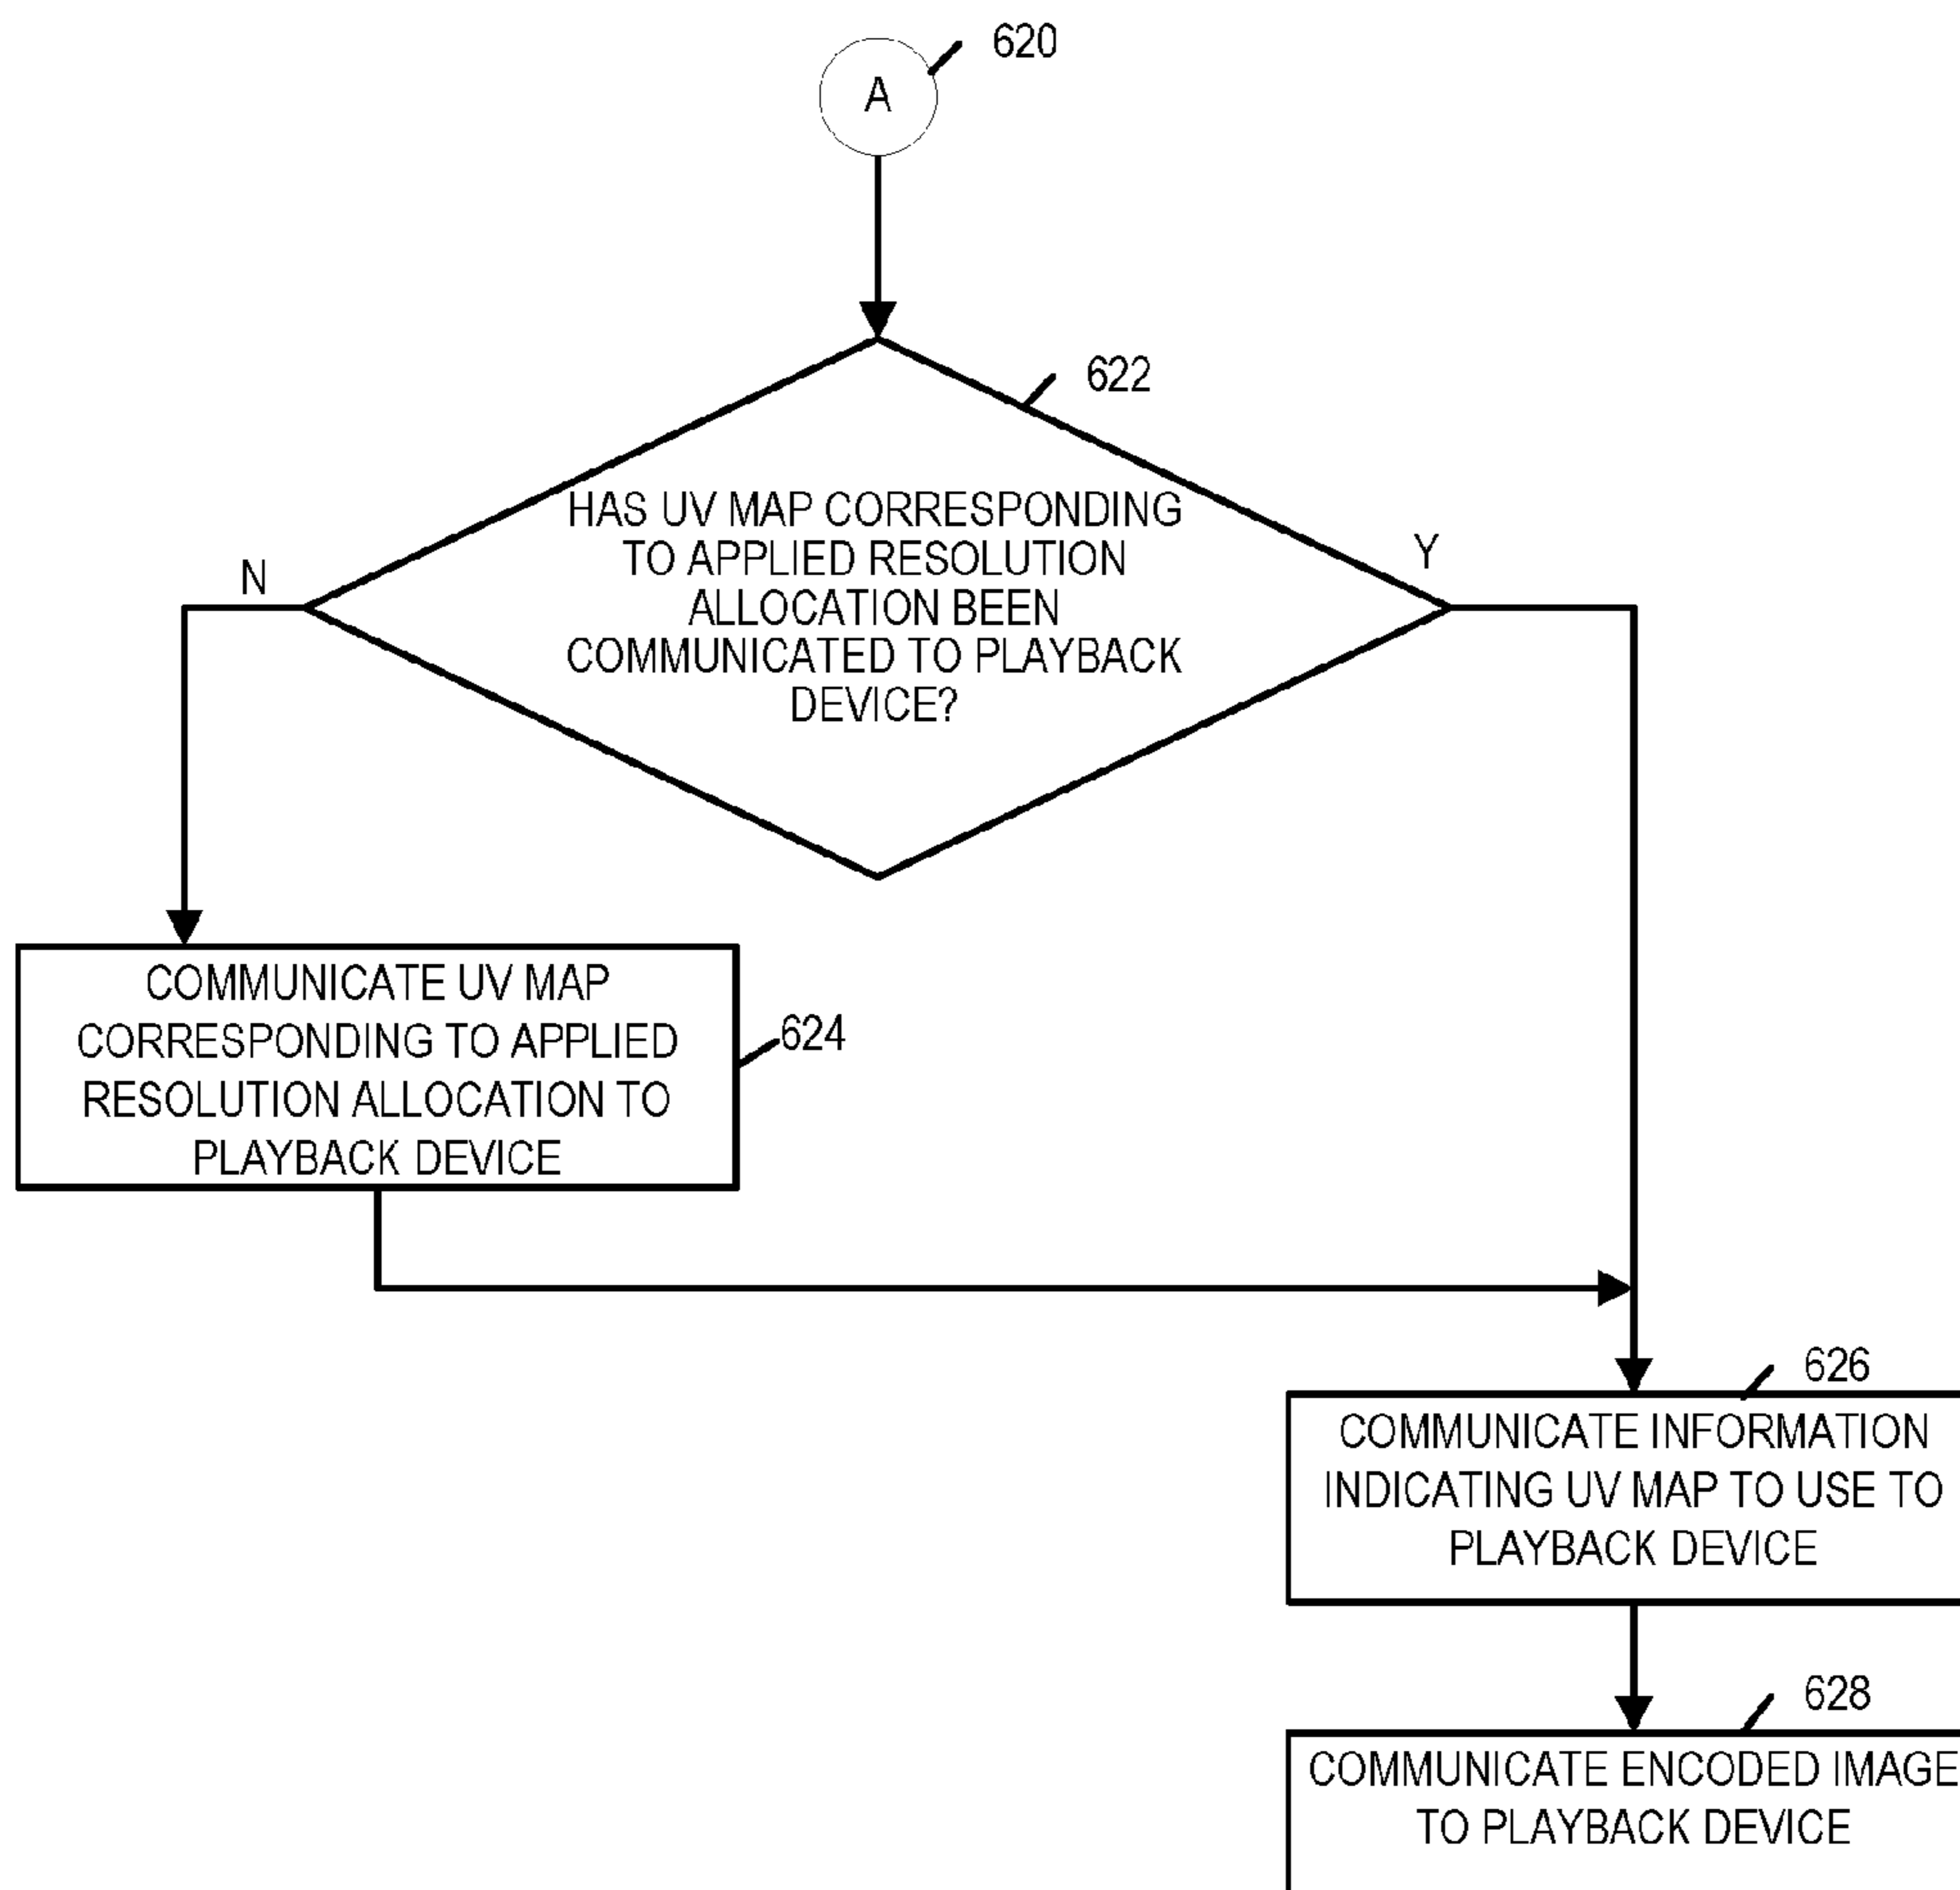 620
A
622
HAS UV MAP CORRESPONDING
TO APPLIED RESOLUTION
ALLOCATION BEEN
COMMUNICATED TO PLAYBACK
DEVICE?
N
Y
COMMUNICATE UV MAP
CORRESPONDING TO APPLIED
RESOLUTION ALLOCATION TO
PLAYBACK DEVICE
624
626
COMMUNICATE INFORMATION
INDICATING UV MAP TO USE TO
PLAYBACK DEVICE
628
COMMUNICATE ENCODED IMAGE
TO PLAYBACK DEVICE